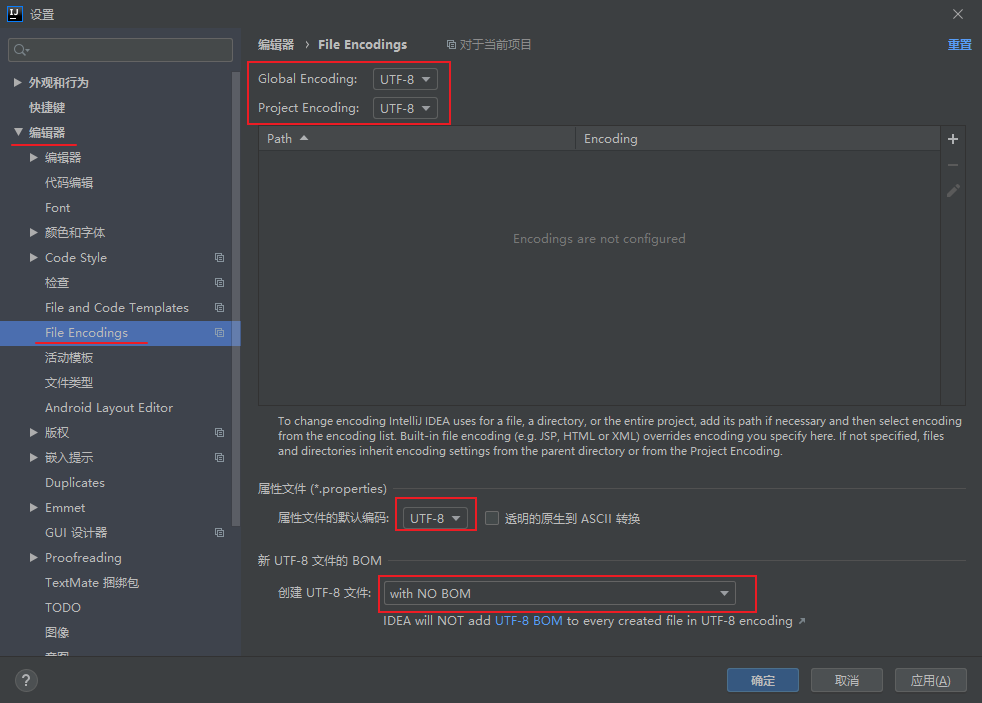 设置
编辑器 › File Encodings 对于当前项目 重置
外观和行为
快捷键
编辑器
编辑器
代码编辑
Font
颜色和字体
Code Style
检查
File and Code Templates
File Encodings
活动模板
文件类型
Android Layout Editor
版权
嵌入提示
Duplicates
Emmet
GUI 设计器
Proofreading
TextMate 捆绑包
TODO
图像
Global Encoding: UTF-8
Project Encoding: UTF-8
Path Encoding
Encodings are not configured
To change encoding IntelliJ IDEA uses for a file, a directory, or the entire project, add its path if necessary and then select encoding
from the encoding list. Built-in file encoding (e.g. JSP, HTML or XML) overrides encoding you specify here. If not specified, files
and directories inherit encoding settings from the parent directory or from the Project Encoding.
属性文件 (*.properties)
属性文件的默认编码: UTF-8 透明的原生到 ASCII 转换
新 UTF-8 文件的 BOM
创建 UTF-8 文件: with NO BOM
IDEA will NOT add UTF-8 BOM to every created file in UTF-8 encoding ↗
? 确定 取消 应用(A)